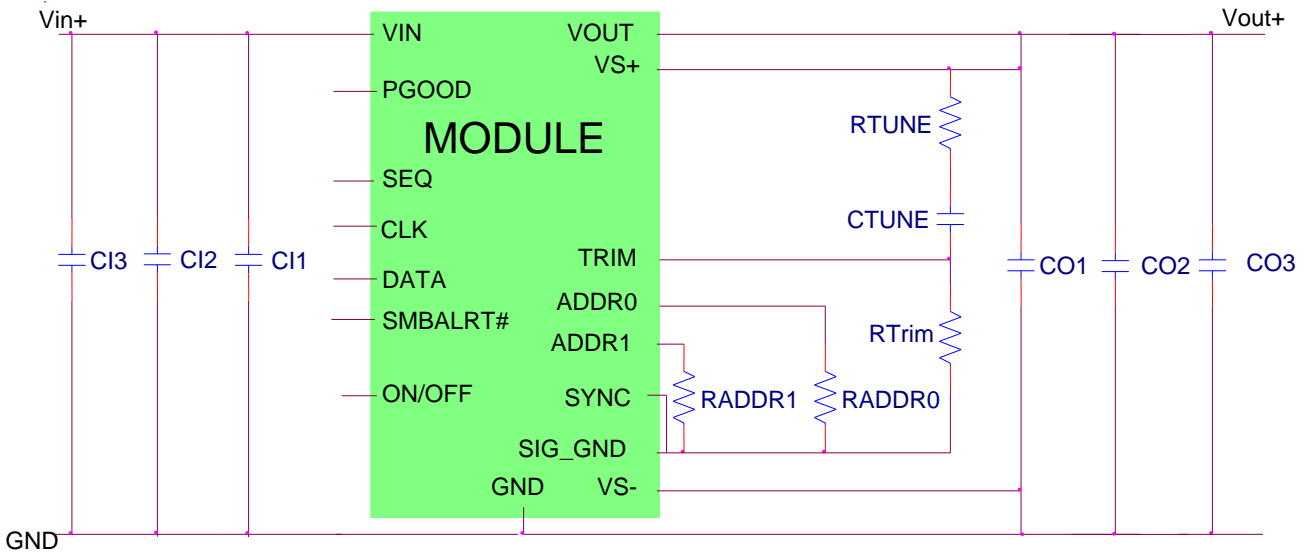 Vin+
Vout+
VIN
VOUT
VS+
PGOOD
MODULE
RTUNE
SEQ
CTUNE
CLK
TRIM
CI3
CI2
CI1
CO1
CO2
CO3
DATA
ADDR0
SMBALRT#
ADDR1
RTrim
ON/OFF
SYNC
RADDR1
RADDR0
SIG_GND
GND
VS-
GND